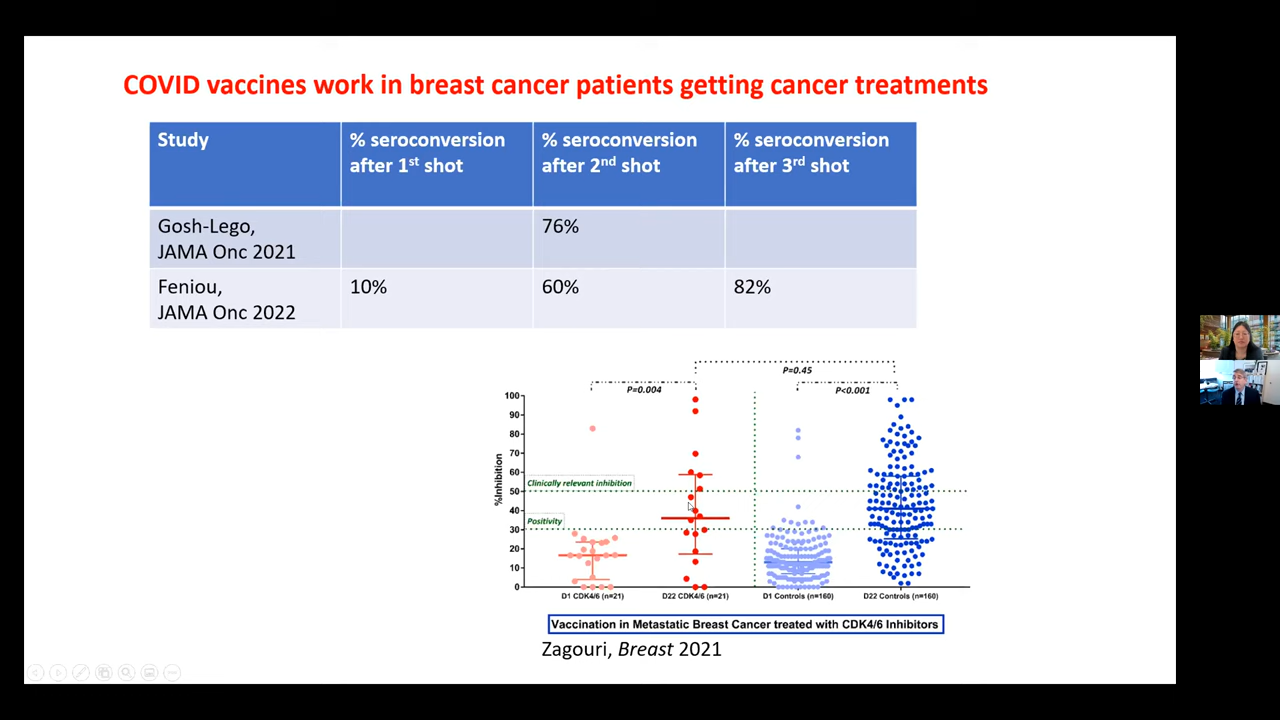 COVID vaccines work in breast cancer patients getting cancer treatments
Study
% seroconversion
after 1st shot
% seroconversion
after 2nd shot
% seroconversion
after 3rd shot
Gosh-Lego,
JAMA Onc 2021
76%
Feniou,
JAMA Onc 2022
10%
60%
82%
P=0.45
P=0.004
P<0.001
%Inhibition
100
90
80
70
60
50
40
30
20
10
0
Clinically relevant inhibition
Positivity
D1 CDK4/6 (n=21)
D22 CDK4/6 (n=21)
D1 Controls (n=160)
D22 Controls (n=160)
Vaccination in Metastatic Breast Cancer treated with CDK4/6 Inhibitors
Zagouri, Breast 2021